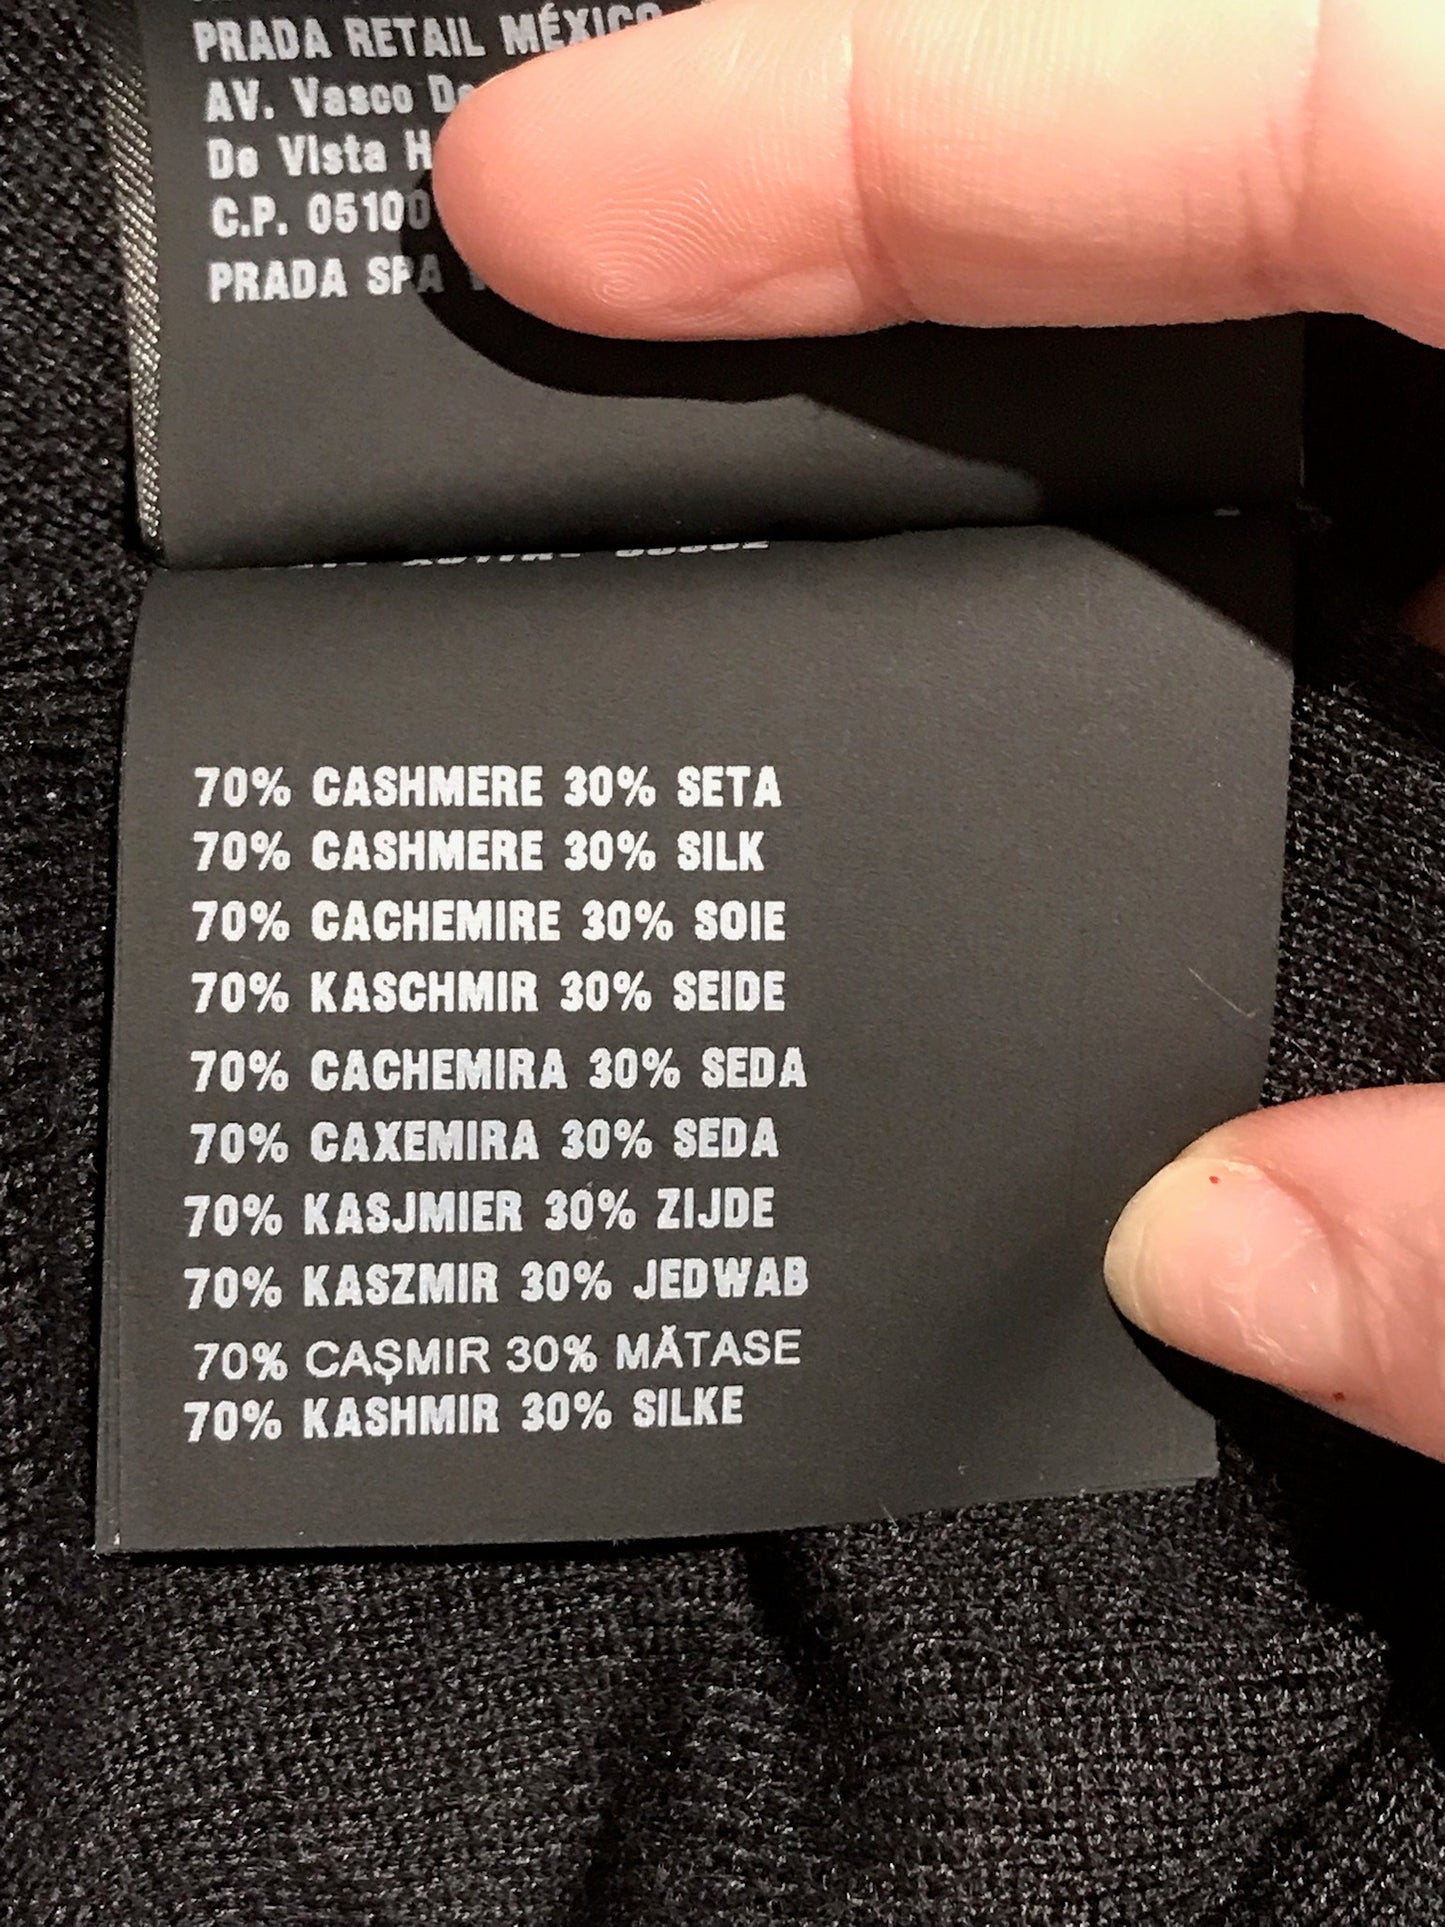 PRADA RETAIL MÉXICO
AV. Vasco De
De Vista H
C.P. 05100
PRADA SPA
70% CASHMERE 30% SETA
70% CASHMERE 30% SILK
70% CACHEMIRE 30% SOIE
70% KASCHMIR 30% SEIDE
70% CACHEMIRA 30% SEDA
70% CAXEMIRA 30% SEDA
70% KASJMIER 30% ZIJDE
70% KASZMIR 30% JEDWAB
70% CAȘMIR 30% MĂTASE
70% KASHMIR 30% SILKE